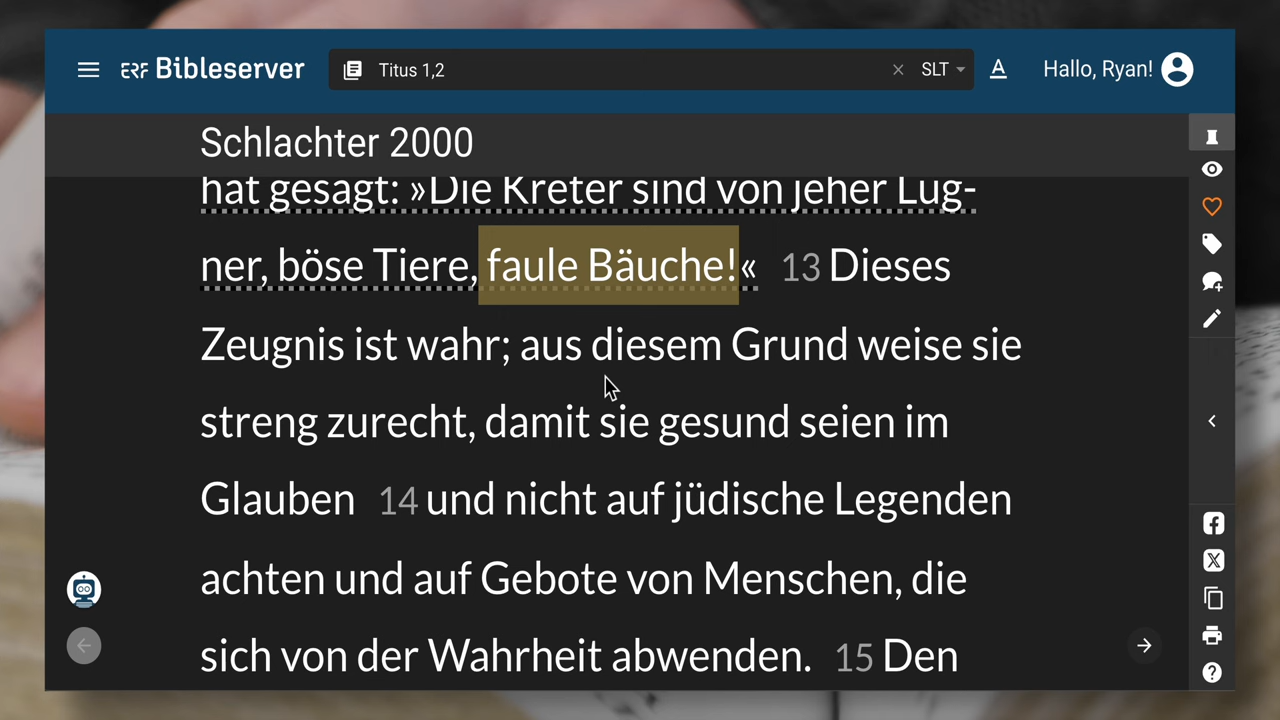 ERF Bibleserver
Titus 1,2
SLT
A
Hallo, Ryan!
Schlachter 2000
hat gesagt: »Die Kreter sind von jeher Lüg-
ner, böse Tiere, faule Bäuche!« 13 Dieses
Zeugnis ist wahr; aus diesem Grund weise sie
streng zurecht, damit sie gesund seien im
Glauben 14 und nicht auf jüdische Legenden
achten und auf Gebote von Menschen, die
sich von der Wahrheit abwenden. 15 Den